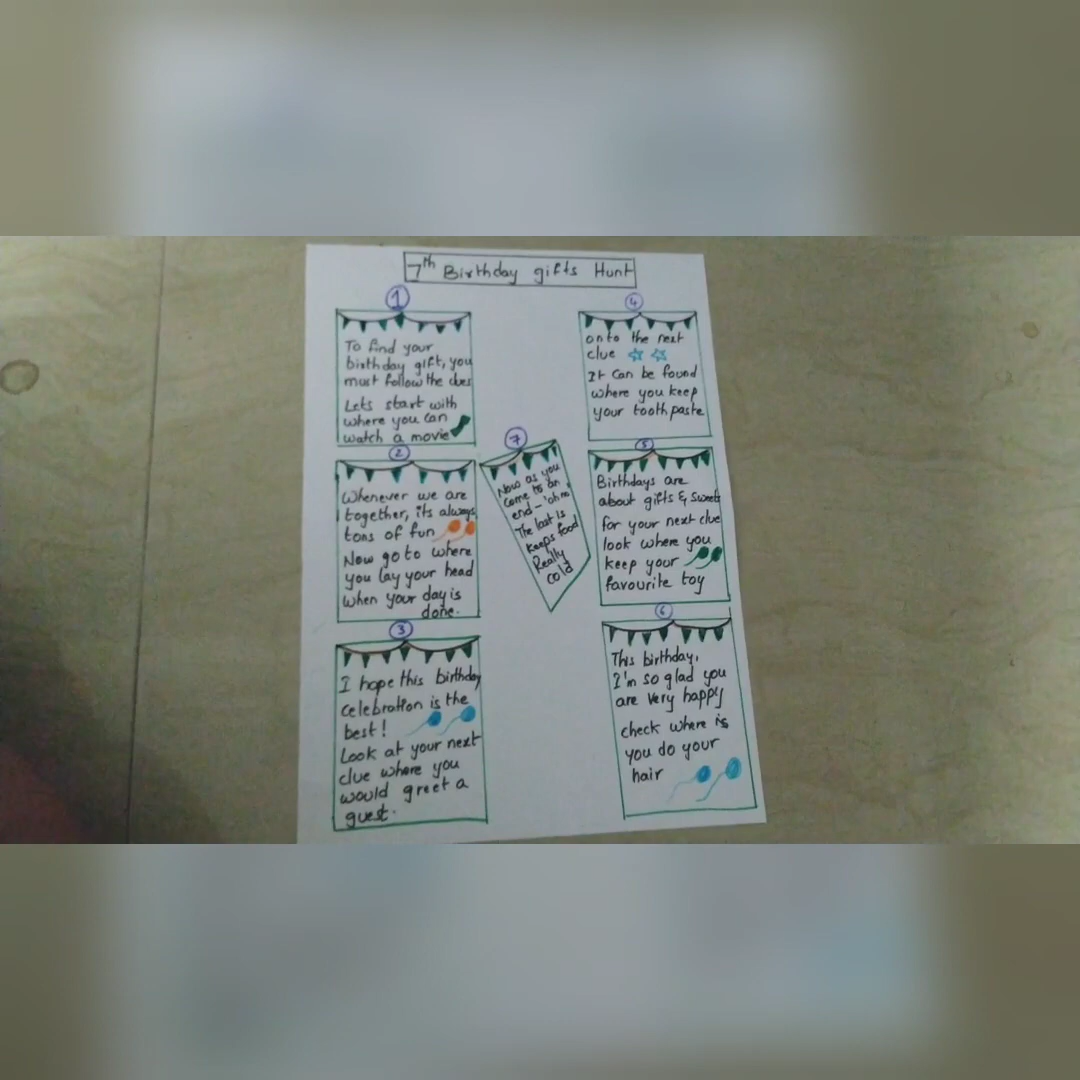 7th Birthday gifts Hunt
1
To find your
birthday gift, you
must follow the clues
Lets start with
where you can
watch a movie
2
Whenever we are
together, its always
tons of fun
Now go to where
you lay your head
when your day is
done.
3
I hope this birthday
celebration is the
best!
Look at your next
clue where you
would greet a
guest.
4
onto the next
clue
It can be found
where you keep
your toothpaste
5
Birthdays are
about gifts & sweets
for your next clue
look where you
keep your
favourite toy
6
This birthday,
I'm so glad you
are very happy
check where is
you do your
hair
7
Now as you
come to an
end - 'oh no'
The last is
keeps food
Really
cold